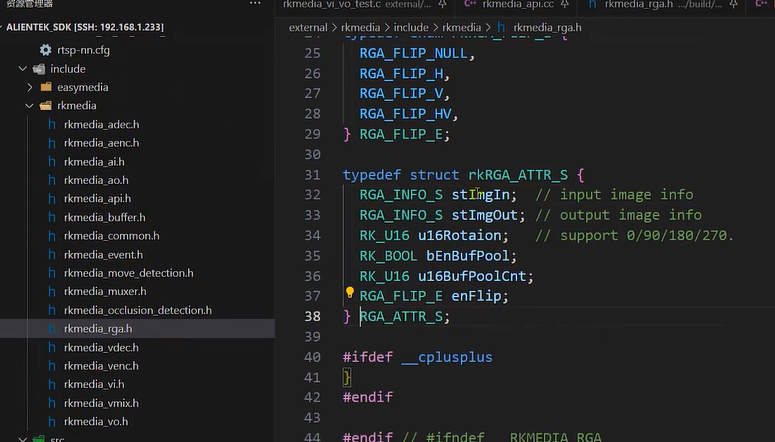 资源管理器
...
rkmedia_vi_vo_test.c external/...
rkmedia_api.cc
rkmedia_rga.h .../build/...
ALIENTEK_SDK [SSH: 192.168.1.233]
external > rkmedia > include > rkmedia > rkmedia_rga.h
rtsp-nn.cfg
include
easymedia
rkmedia
rkmedia_adec.h
rkmedia_aenc.h
rkmedia_ai.h
rkmedia_ao.h
rkmedia_api.h
rkmedia_buffer.h
rkmedia_common.h
rkmedia_event.h
rkmedia_move_detection.h
rkmedia_muxer.h
rkmedia_occlusion_detection.h
rkmedia_rga.h
rkmedia_vdec.h
rkmedia_venc.h
rkmedia_vi.h
rkmedia_vmix.h
rkmedia_vo.h
src
25 RGA_FLIP_NULL,
26 RGA_FLIP_H,
27 RGA_FLIP_V,
28 RGA_FLIP_HV,
29 } RGA_FLIP_E;
30
31 typedef struct rkRGA_ATTR_S {
32 RGA_INFO_S stImgIn; // input image info
33 RGA_INFO_S stImgOut; // output image info
34 RK_U16 u16Rotaion; // support 0/90/180/270.
35 RK_BOOL bEnBufPool;
36 RK_U16 u16BufPoolCnt;
37 RGA_FLIP_E enFlip;
38 } RGA_ATTR_S;
39
40 #ifdef __cplusplus
41 }
42 #endif
43
44 #endif // #ifndef __RKMEDIA_RGA